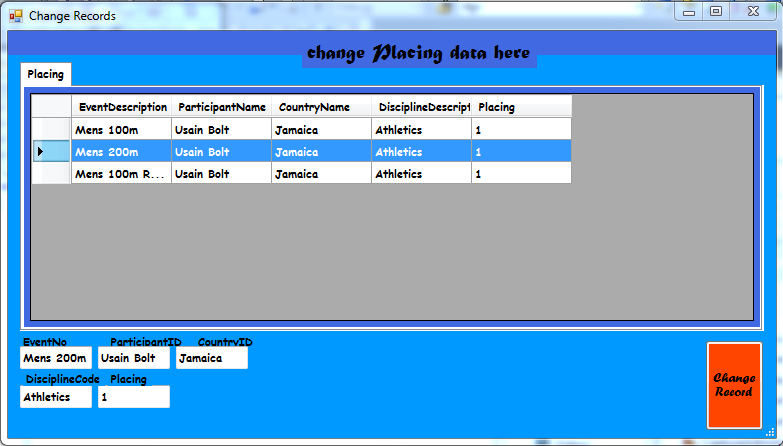 Change Records
change Placing data here
Placing
EventDescription ParticipantName CountryName DisciplineDescript Placing
Mens 100m Usain Bolt Jamaica Athletics 1
Mens 200m Usain Bolt Jamaica Athletics 1
Mens 100m R... Usain Bolt Jamaica Athletics 1
EventNo ParticipantID CountryID
Mens 200m Usain Bolt Jamaica
DisciplineCode Placing
Athletics 1
Change
Record